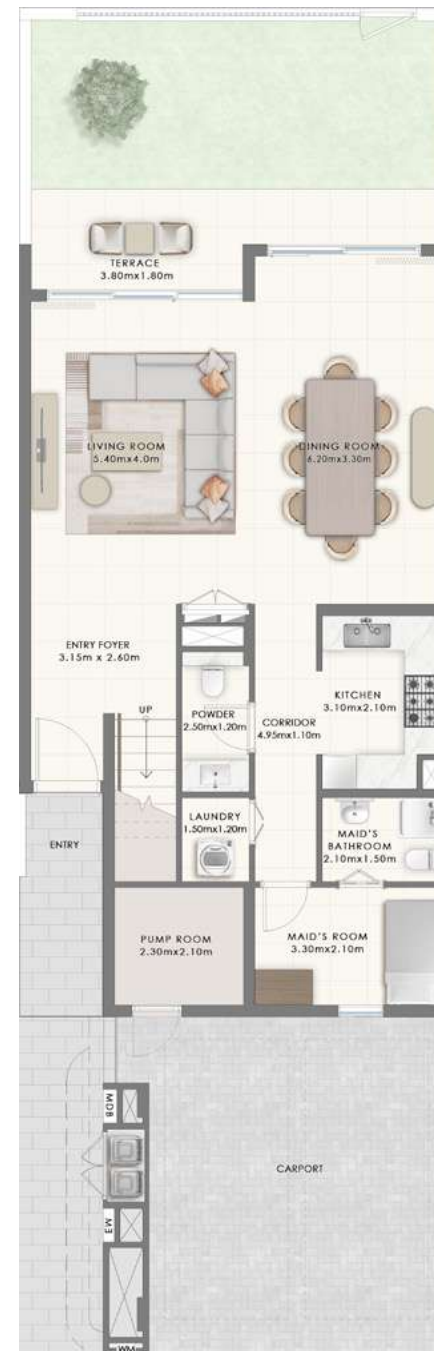 TERRACE
3.80mx1.80m
LIVING ROOM
5.40mx4.0m
DINING ROOM
6.20mx3.30m
ENTRY FOYER
3.15m x 2.60m
UP
POWDER
2.50mx1.20m
CORRIDOR
4.95mx1.10m
KITCHEN
3.10mx2.10m
LAUNDRY
1.50mx1.20m
MAID'S
BATHROOM
2.10mx1.50m
ENTRY
PUMP ROOM
2.30mx2.10m
MAID'S ROOM
3.30mx2.10m
MDB
CARPORT
M3
WM